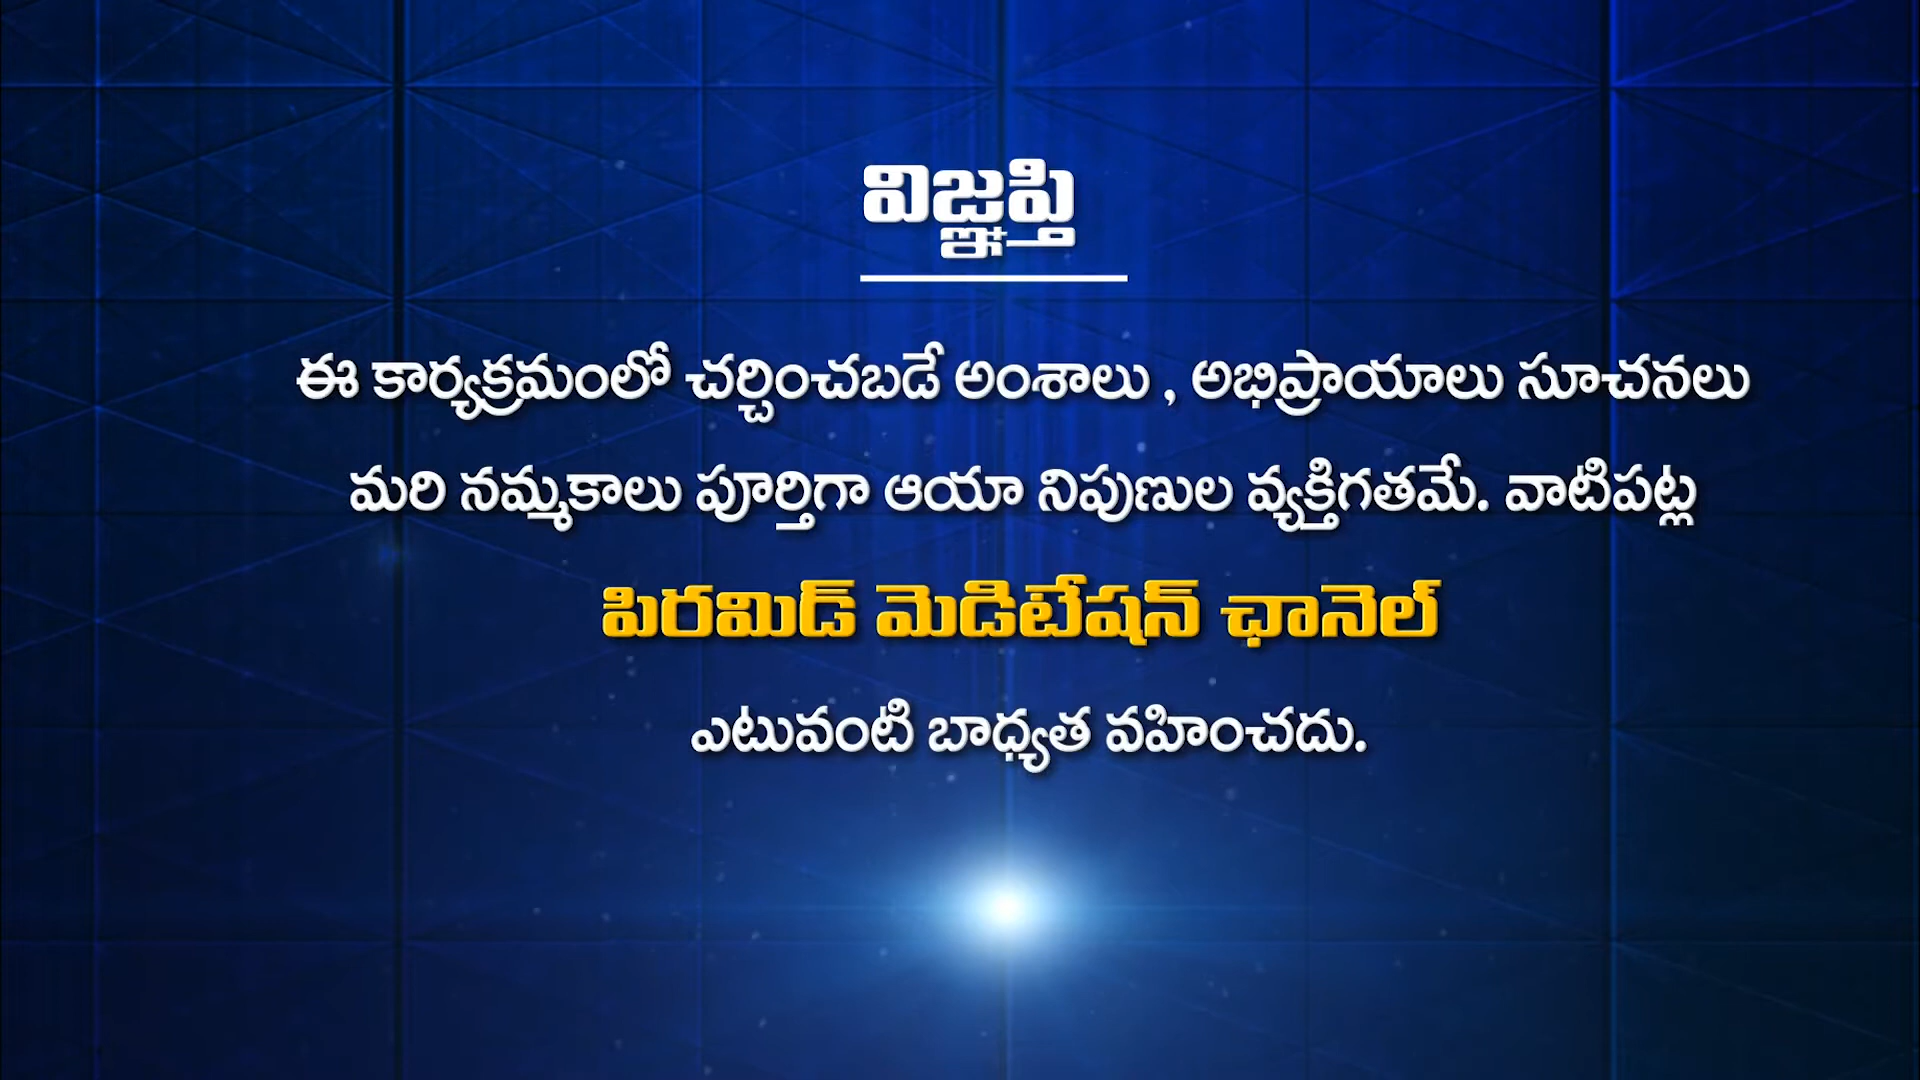 విజ్ఞప్తి
ఈ కార్యక్రమంలో చర్చించబడే అంశాలు , అభిప్రాయాలు సూచనలు
మరి నమ్మకాలు పూర్తిగా ఆయా నిపుణుల వ్యక్తిగతమే. వాటిపట్ల
పిరమిడ్ మెడిటేషన్ ఛానెల్
ఎటువంటి బాధ్యత వహించదు.